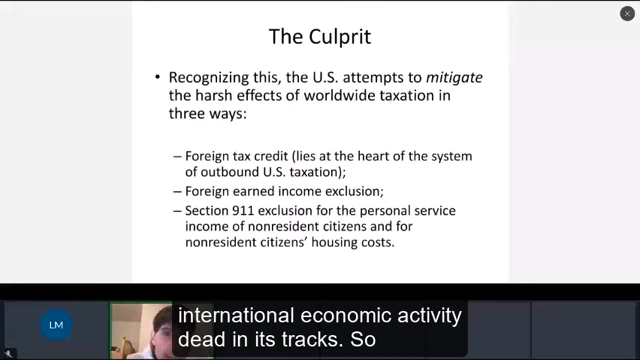 The Culprit
• Recognizing this, the U.S. attempts to mitigate
the harsh effects of worldwide taxation in
three ways:
– Foreign tax credit (lies at the heart of the system
of outbound U.S. taxation);
– Foreign earned income exclusion;
– Section 911 exclusion for the personal service
income of nonresident citizens and for
nonresident citizens’ housing costs.
LM
international economic activity
dead in its tracks. So